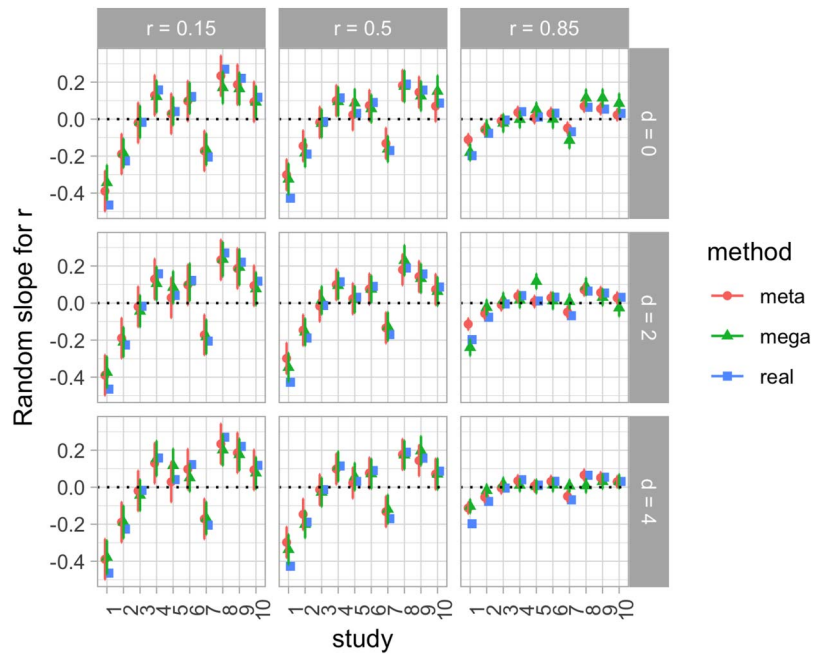 r = 0.15 r = 0.5 r = 0.85
0.2
0.0
-0.2
-0.4
d = 0
0.2
0.0
-0.2
-0.4
d = 2
0.2
0.0
-0.2
-0.4
d = 4
Random slope for r
1 2 3 4 5 6 7 8 9 10 1 2 3 4 5 6 7 8 9 10 1 2 3 4 5 6 7 8 9 10
study
method
meta
mega
real